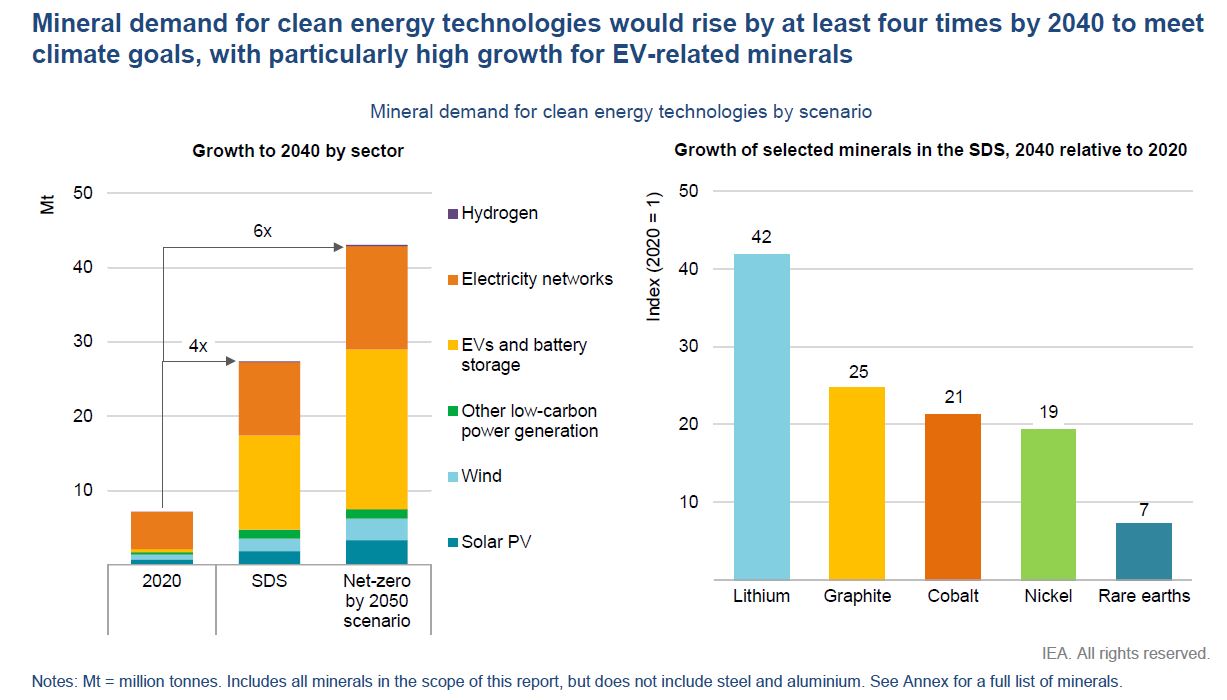 Mineral demand for clean energy technologies would rise by at least four times by 2040 to meet
climate goals, with particularly high growth for EV-related minerals
Mineral demand for clean energy technologies by scenario
Growth to 2040 by sector
Mt
50
40
30
20
10
6x
4x
2020
SDS
Net-zero
by 2050
scenario
Hydrogen
Electricity networks
EVs and battery
storage
Other low-carbon
power generation
Wind
Solar PV
Growth of selected minerals in the SDS, 2040 relative to 2020
Index (2020 = 1)
50
40
30
20
10
42
25
21
19
7
Lithium
Graphite
Cobalt
Nickel
Rare earths
IEA. All rights reserved.
Notes: Mt = million tonnes. Includes all minerals in the scope of this report, but does not include steel and aluminium. See Annex for a full list of minerals.